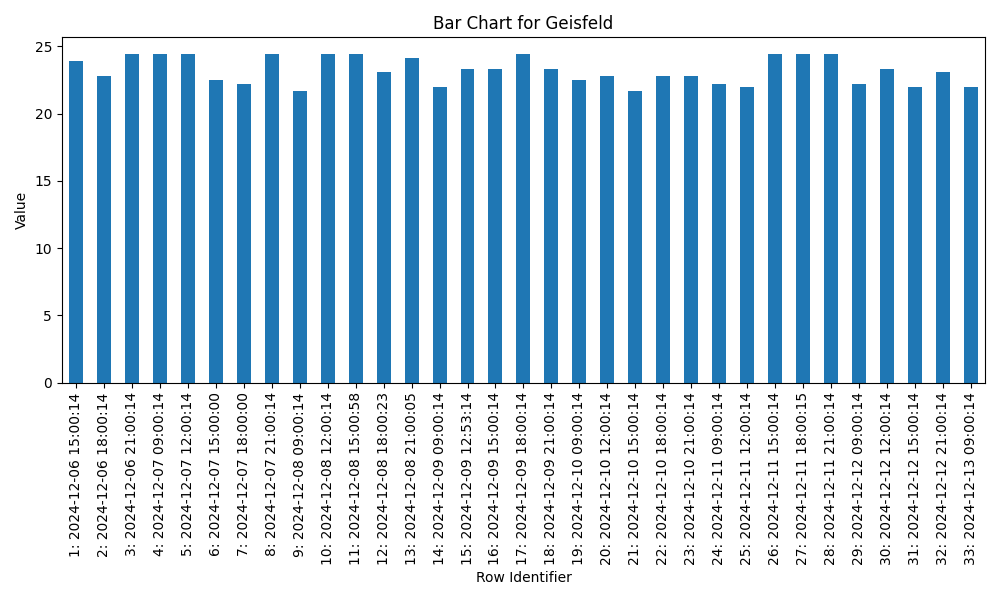 Bar Chart for Geisfeld
Value
25
20
15
10
5
0
1: 2024-12-06 15:00:14
2: 2024-12-06 18:00:14
3: 2024-12-06 21:00:14
4: 2024-12-07 09:00:14
5: 2024-12-07 12:00:14
6: 2024-12-07 15:00:00
7: 2024-12-07 18:00:00
8: 2024-12-07 21:00:14
9: 2024-12-08 09:00:14
10: 2024-12-08 12:00:14
11: 2024-12-08 15:00:58
12: 2024-12-08 18:00:23
13: 2024-12-08 21:00:05
14: 2024-12-09 09:00:14
15: 2024-12-09 12:53:14
16: 2024-12-09 15:00:14
17: 2024-12-09 18:00:14
18: 2024-12-09 21:00:14
19: 2024-12-10 09:00:14
20: 2024-12-10 12:00:14
21: 2024-12-10 15:00:14
22: 2024-12-10 18:00:14
23: 2024-12-10 21:00:14
24: 2024-12-11 09:00:14
25: 2024-12-11 12:00:14
26: 2024-12-11 15:00:14
27: 2024-12-11 18:00:15
28: 2024-12-11 21:00:14
29: 2024-12-12 09:00:14
30: 2024-12-12 12:00:14
31: 2024-12-12 15:00:14
32: 2024-12-12 21:00:14
33: 2024-12-13 09:00:14
Row Identifier